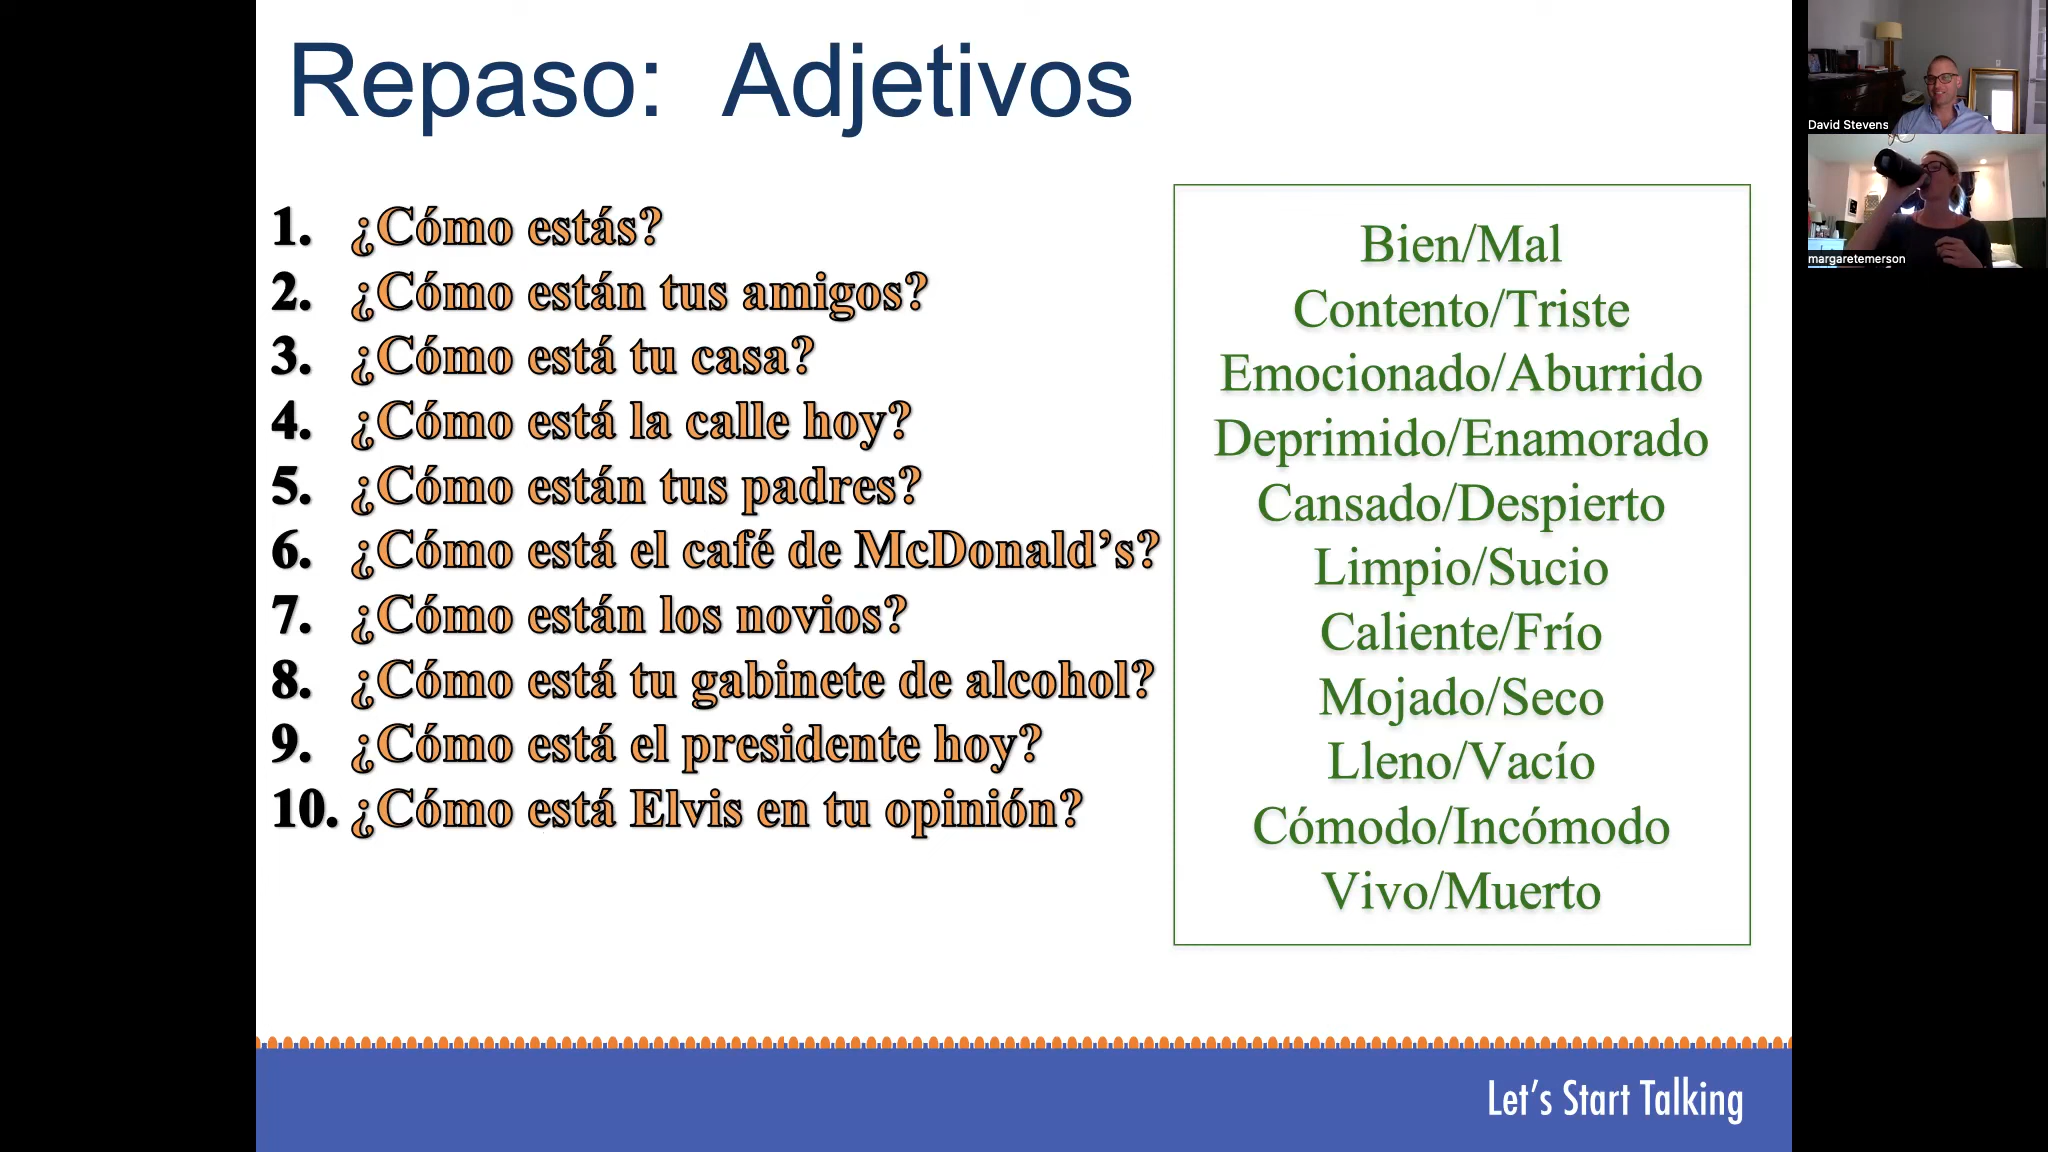 Repaso: Adjetivos
1. ¿Cómo estás?
2. ¿Cómo están tus amigos?
3. ¿Cómo está tu casa?
4. ¿Cómo está la calle hoy?
5. ¿Cómo están tus padres?
6. ¿Cómo está el café de McDonald’s?
7. ¿Cómo están los novios?
8. ¿Cómo está tu gabinete de alcohol?
9. ¿Cómo está el presidente hoy?
10. ¿Cómo está Elvis en tu opinión?
Bien/Mal
Contento/Triste
Emocionado/Aburrido
Deprimido/Enamorado
Cansado/Despierto
Limpio/Sucio
Caliente/Frío
Mojado/Seco
Lleno/Vacío
Cómodo/Incómodo
Vivo/Muerto
Let’s Start Talking
David Stevens
margaretemerson